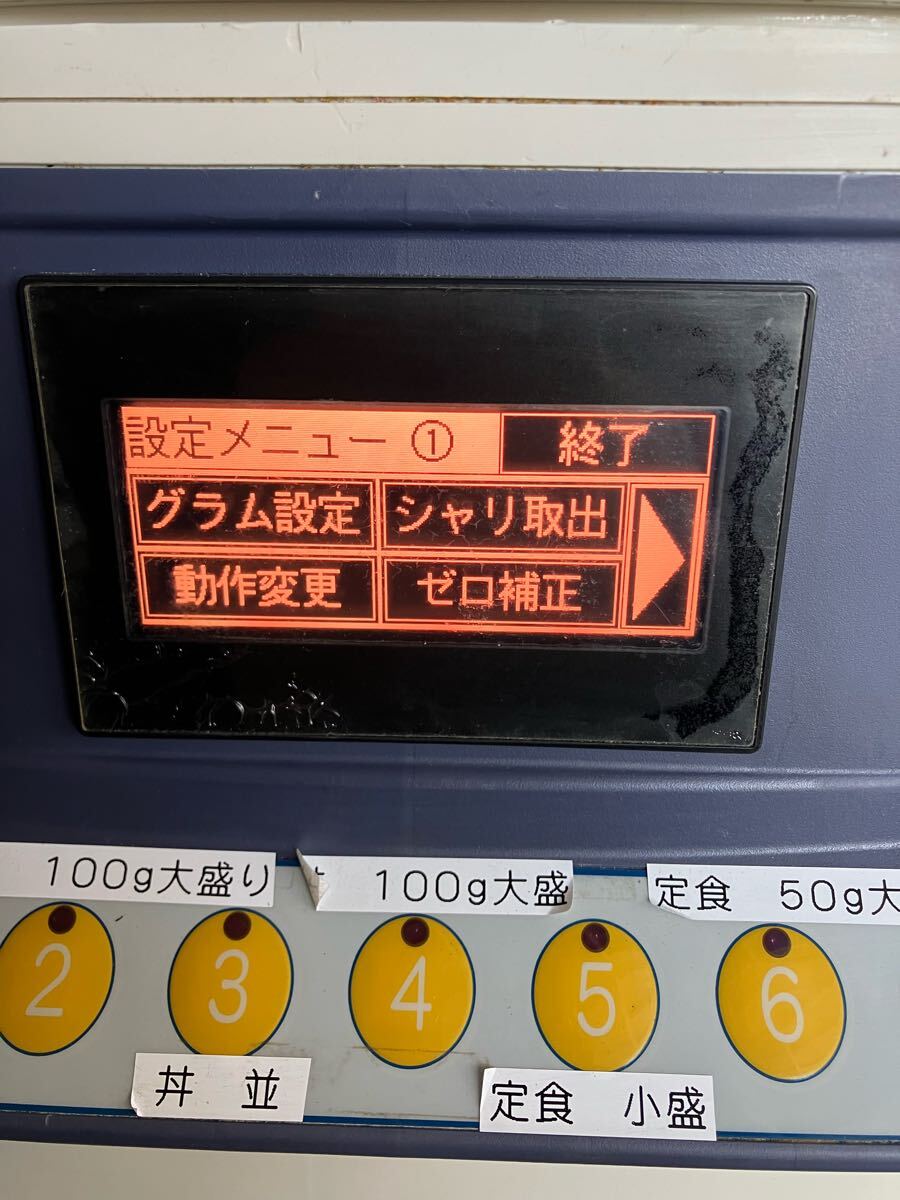 設定メニュー ① 終了
グラム設定 シャリ取出
動作変更 ゼロ補正
100g大盛り 100g大盛 定食 50g大
2 3 4 5 6
丼 並 定食 小盛